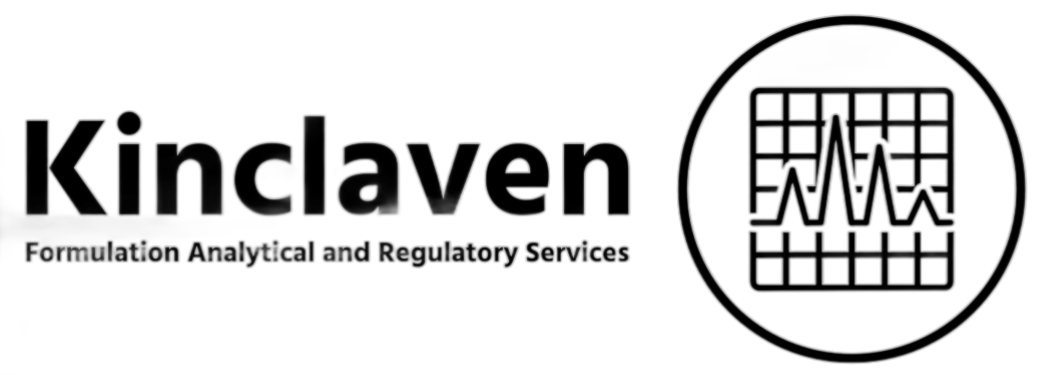 Kinclaven
Formulation Analytical and Regulatory Services